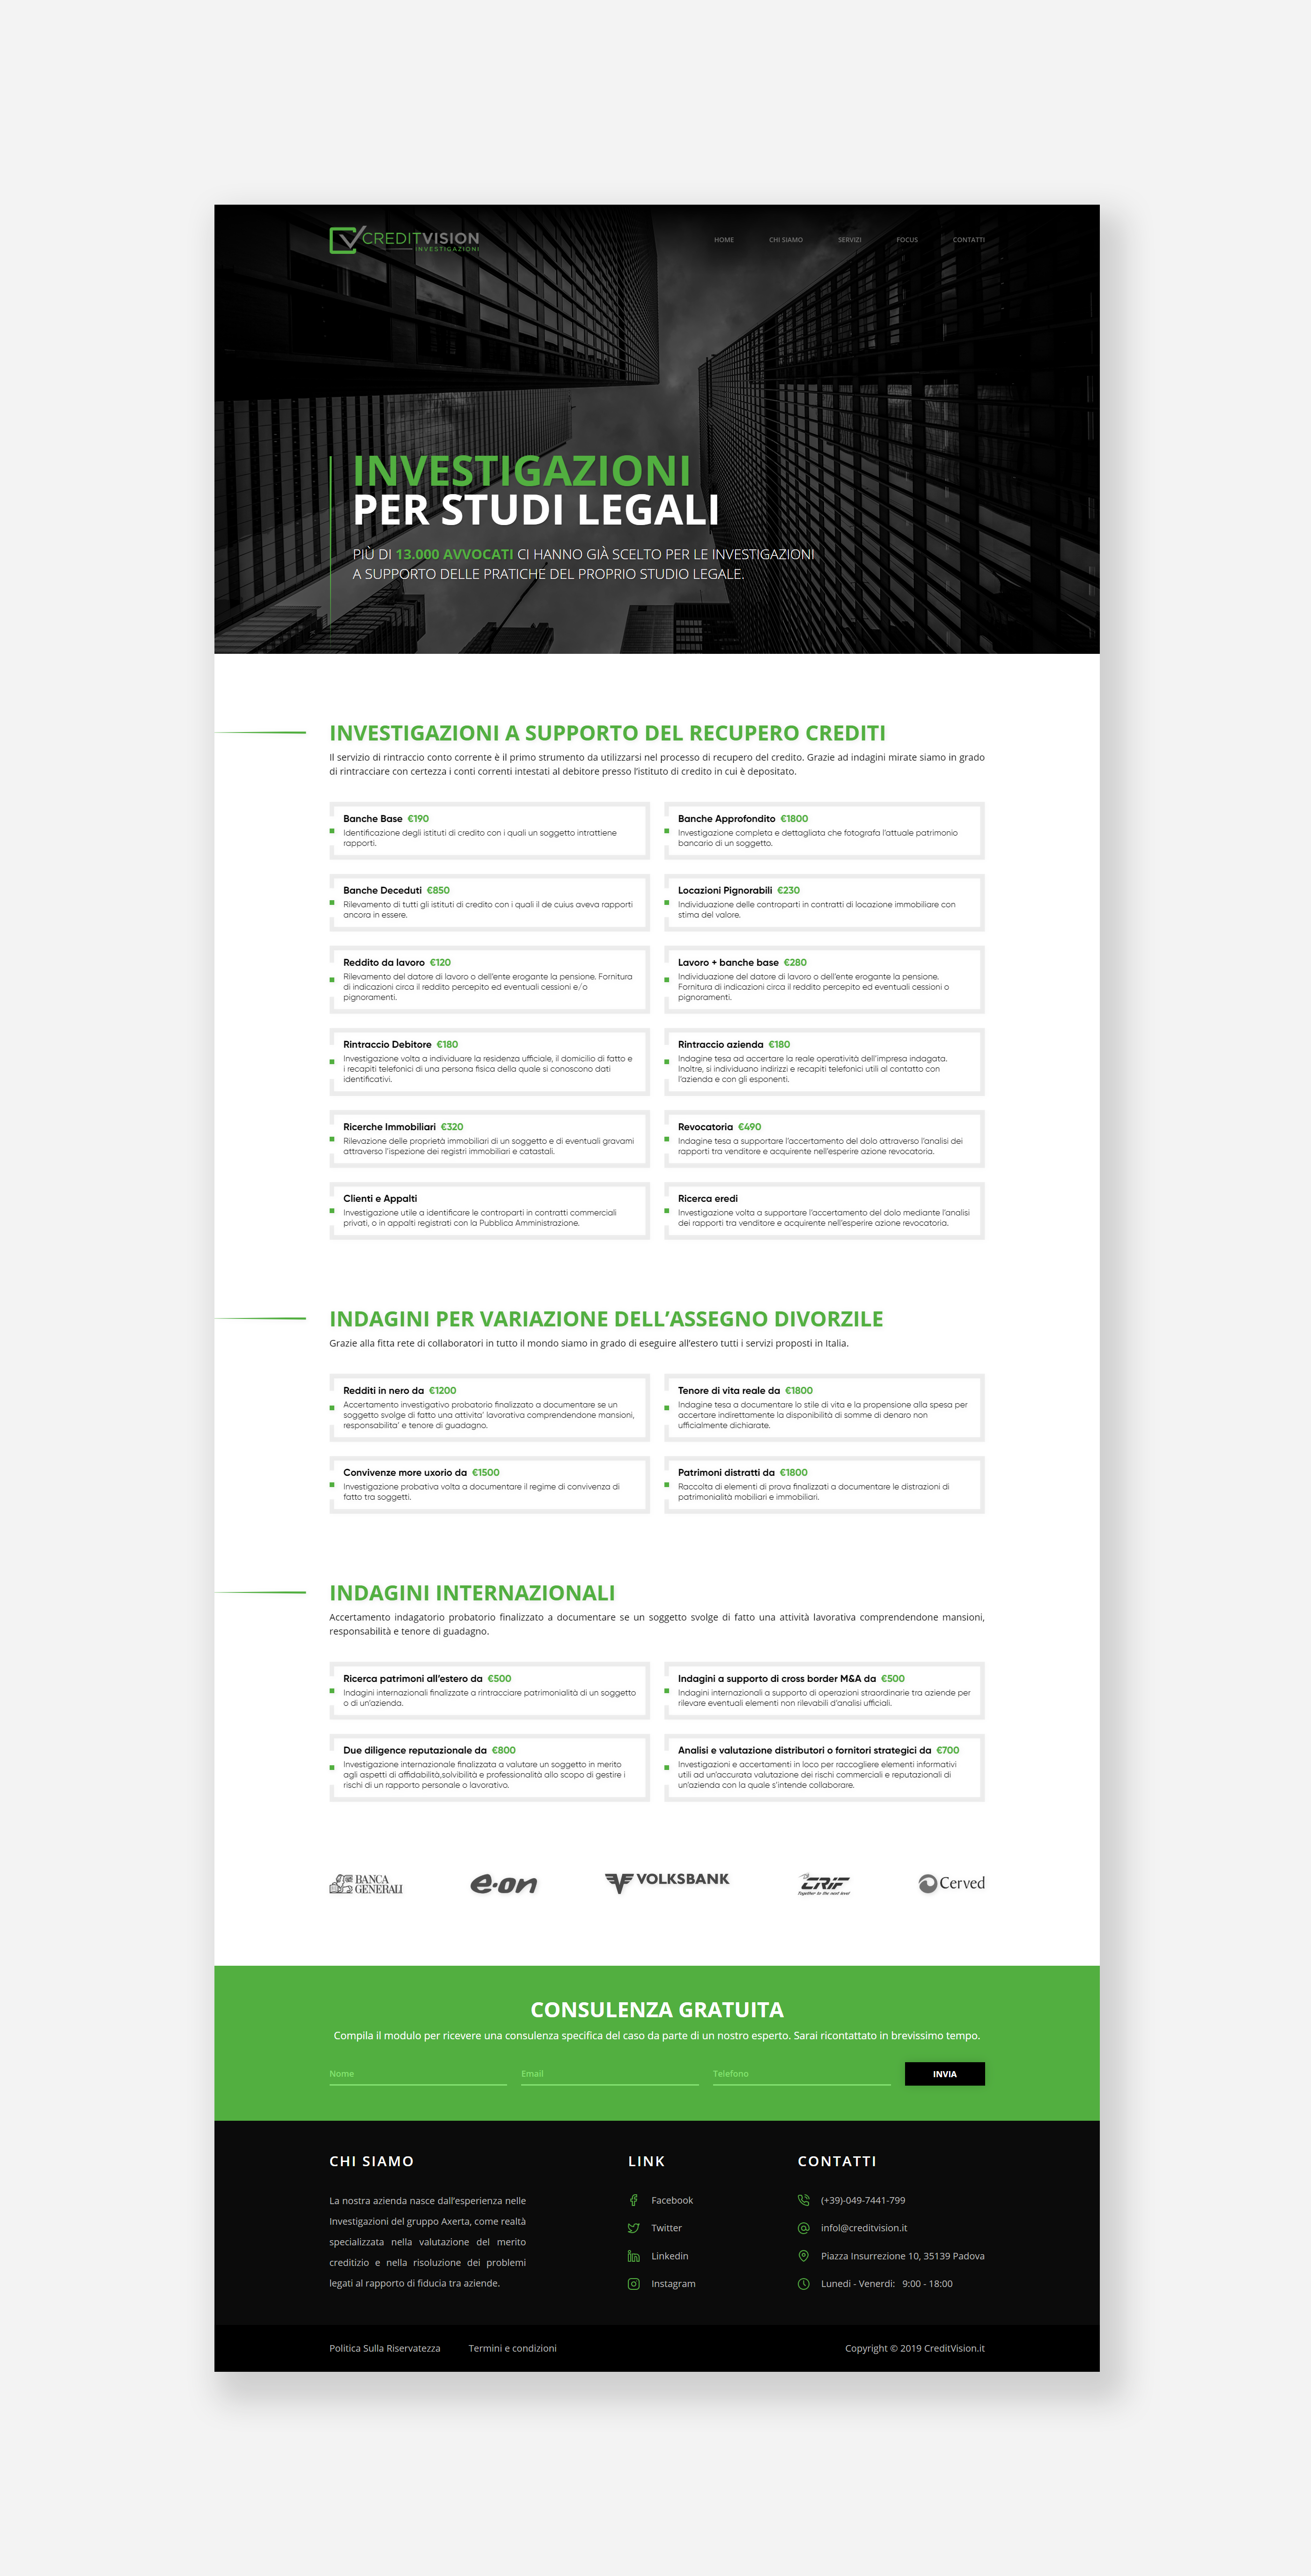 CREDITVISION
INVESTIGAZIONI
HOME CHI SIAMO SERVIZI FOCUS CONTATTI
INVESTIGAZIONI
PER STUDI LEGALI
PIÙ DI 13.000 AVVOCATI CI HANNO GIÀ SCELTO PER LE INVESTIGAZIONI
A SUPPORTO DELLE PRATICHE DEL PROPRIO STUDIO LEGALE.
INVESTIGAZIONI A SUPPORTO DEL RECUPERO CREDITI
Il servizio di rintraccio conto corrente è il primo strumento da utilizzarsi nel processo di recupero del credito. Grazie ad indagini mirate siamo in grado
di rintracciare con certezza i conti correnti intestati al debitore presso l'istituto di credito in cui è depositato.
Banche Base €190
Identificazione degli istituti di credito con i quali un soggetto intrattiene
rapporti.
Banche Approfondito €1800
Investigazione completa e dettagliata che fotografa l'attuale patrimonio
bancario di un soggetto.
Banche Deceduti €850
Rilevamento di tutti gli istituti di credito con i quali il de cuius aveva rapporti
ancora in essere.
Locazioni Pignorabili €230
Individuazione delle controparti in contratti di locazione immobiliare con
stima del valore.
Reddito da lavoro €120
Rilevamento del datore di lavoro o dell'ente erogante la pensione. Fornitura
di indicazioni circa il reddito percepito ed eventuali cessioni e/o
pignoramenti.
Lavoro + banche base €280
Individuazione del datore di lavoro o dell'ente erogante la pensione.
Fornitura di indicazioni circa il reddito percepito ed eventuali cessioni o
pignoramenti.
Rintraccio Debitore €180
Investigazione volta a individuare la residenza ufficiale, il domicilio di fatto e
i recapiti telefonici di una persona fisica della quale si conoscono dati
identificativi.
Rintraccio azienda €180
Indagine tesa ad accertare la reale operatività dell'impresa indagata.
Inoltre, si individuano indirizzi e recapiti telefonici utili al contatto con
l'azienda e con gli esponenti.
Ricerche Immobiliari €320
Rilevazione delle proprietà immobiliari di un soggetto e di eventuali gravami
attraverso l'ispezione dei registri immobiliari e catastali.
Revocatoria €490
Indagine tesa a supportare l'accertamento del dolo attraverso l'analisi dei
rapporti tra venditore e acquirente nell'esperire azione revocatoria.
Clienti e Appalti
Investigazione utile a identificare le controparti in contratti commerciali
privati, o in appalti registrati con la Pubblica Amministrazione.
Ricerca eredi
Investigazione volta a supportare l'accertamento del dolo mediante l'analisi
dei rapporti tra venditore e acquirente nell'esperire azione revocatoria.
INDAGINI PER VARIAZIONE DELL'ASSEGNO DIVORZILE
Grazie alla fitta rete di collaboratori in tutto il mondo siamo in grado di eseguire all'estero tutti i servizi proposti in Italia.
Redditi in nero da €1200
Accertamento investigativo probatorio finalizzato a documentare se un
soggetto svolge di fatto una attivita' lavorativa comprendendone mansioni,
responsabilita' e tenore di guadagno.
Tenore di vita reale da €1800
Indagine tesa a documentare lo stile di vita e la propensione alla spesa per
accertare indirettamente la disponibilità di somme di denaro non
ufficialmente dichiarate.
Convivenze more uxorio da €1500
Investigazione probativa volta a documentare il regime di convivenza di
fatto tra soggetti.
Patrimoni distratti da €1800
Raccolta di elementi di prova finalizzati a documentare le distrazioni di
patrimonialità mobiliari e immobiliari.
INDAGINI INTERNAZIONALI
Accertamento indagatorio probatorio finalizzato a documentare se un soggetto svolge di fatto una attività lavorativa comprendendone mansioni,
responsabilità e tenore di guadagno.
Ricerca patrimoni all'estero da €500
Indagini internazionali finalizzate a rintracciare patrimonialità di un soggetto
o di un'azienda.
Indagini a supporto di cross border M&A da €500
Indagini internazionali a supporto di operazioni straordinarie tra aziende per
rilevare eventuali elementi non rilevabili d'analisi ufficiali.
Due diligence reputazionale da €800
Investigazione internazionale finalizzata a valutare un soggetto in merito
agli aspetti di affidabilità,solvibilità e professionalità allo scopo di gestire i
rischi di un rapporto personale o lavorativo.
Analisi e valutazione distributori o fornitori strategici da €700
Investigazioni e accertamenti in loco per raccogliere elementi informativi
utili ad un'accurata valutazione dei rischi commerciali e reputazionali di
un'azienda con la quale s'intende collaborare.
BANCA
GENERALI
e·on
VOLKSBANK
CRIF
Together to the next level
Cerved
CONSULENZA GRATUITA
Compila il modulo per ricevere una consulenza specifica del caso da parte di un nostro esperto. Sarai ricontattato in brevissimo tempo.
Nome Email Telefono INVIA
CHI SIAMO
La nostra azienda nasce dall'esperienza nelle
Investigazioni del gruppo Axerta, come realtà
specializzata nella valutazione del merito
creditizio e nella risoluzione dei problemi
legati al rapporto di fiducia tra aziende.
LINK
Facebook
Twitter
Linkedin
Instagram
CONTATTI
(+39)-049-7441-799
infol@creditvision.it
Piazza Insurrezione 10, 35139 Padova
Lunedi - Venerdi: 9:00 - 18:00
Politica Sulla Riservatezza Termini e condizioni Copyright © 2019 CreditVision.it